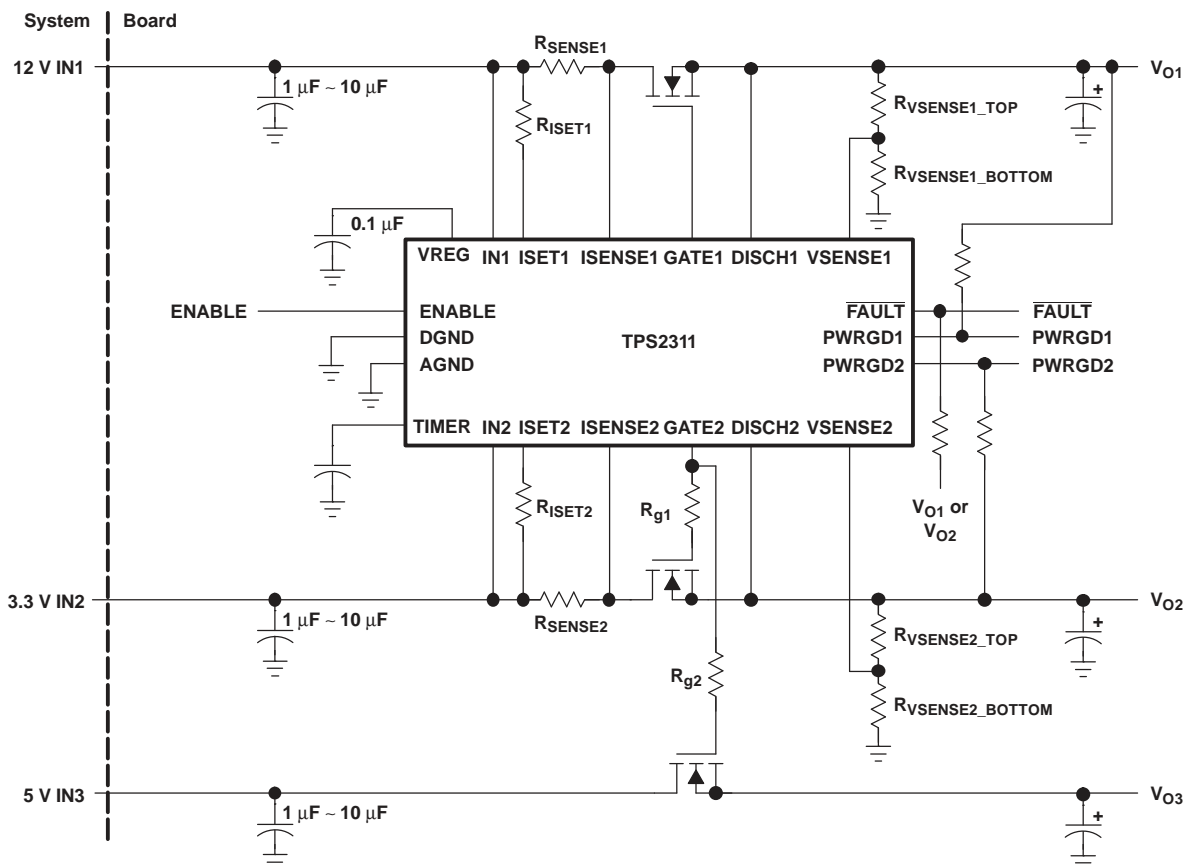 System Board
R_SENSE1
12 V IN1
V_O1
1 µF ~ 10 µF
R_ISET1
R_VSENSE1_TOP
+
R_VSENSE1_BOTTOM
0.1 µF
VREG IN1 ISET1 ISENSE1 GATE1 DISCH1 VSENSE1
ENABLE ENABLE FAULT FAULT
DGND TPS2311 PWRGD1 PWRGD1
AGND PWRGD2 PWRGD2
TIMER IN2 ISET2 ISENSE2 GATE2 DISCH2 VSENSE2
R_ISET2
R_g1
V_O1 or
V_O2
3.3 V IN2
V_O2
1 µF ~ 10 µF
R_SENSE2
+
R_VSENSE2_TOP
R_g2
R_VSENSE2_BOTTOM
5 V IN3
V_O3
1 µF ~ 10 µF
+